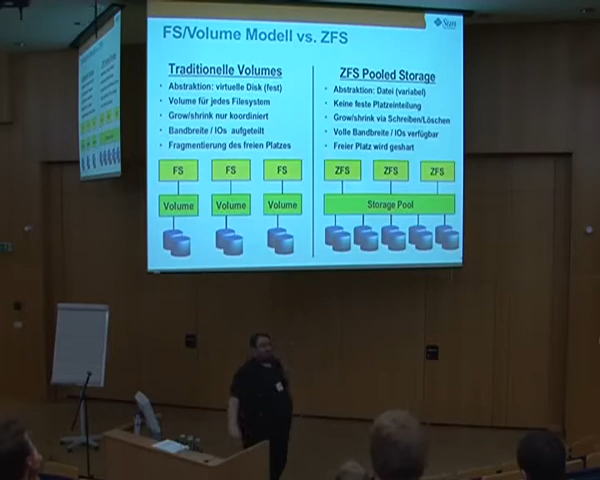 FS/Volume Modell vs. ZFS
Sun
Traditionelle Volumes
• Abstraktion: virtuelle Disk (fest)
• Volume für jedes Filesystem
• Grow/shrink nur koordiniert
• Bandbreite / IOs aufgeteilt
• Fragmentierung des freien Platzes
FS FS FS
Volume Volume Volume
ZFS Pooled Storage
• Abstraktion: Datei (variabel)
• Keine feste Platzeinteilung
• Grow/shrink via Schreiben/Löschen
• Volle Bandbreite / IOs verfügbar
• Freier Platz wird geshart
ZFS ZFS ZFS
Storage Pool